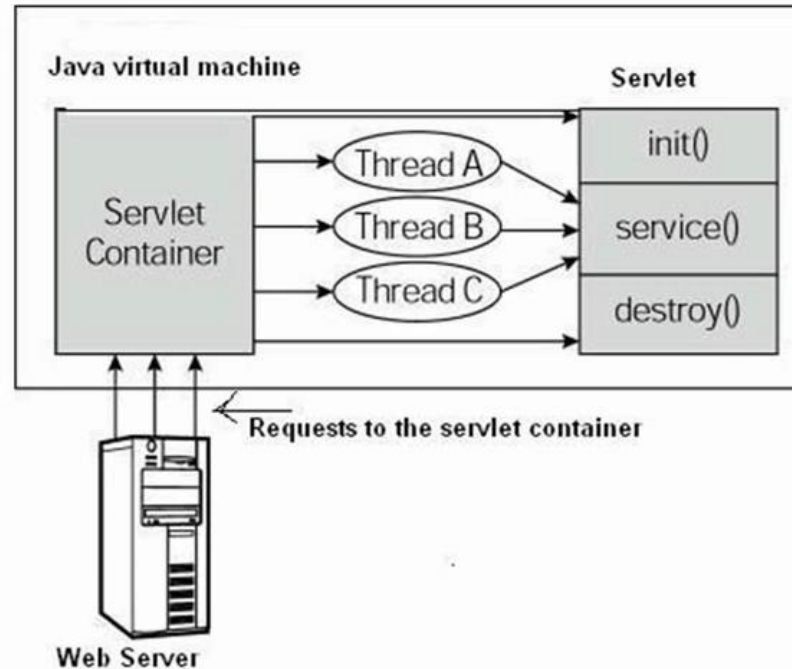 Java virtual machine
Servlet
Servlet
Container
Thread A
Thread B
Thread C
init()
service()
destroy()
Requests to the servlet container
Web Server